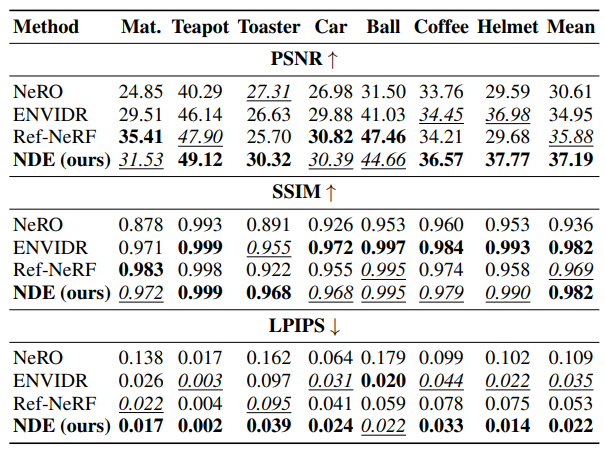 Method Mat. Teapot Toaster Car Ball Coffee Helmet Mean
PSNR ↑
NeRO 24.85 40.29 27.31 26.98 31.50 33.76 29.59 30.61
ENVIDR 29.51 46.14 26.63 29.88 41.03 34.45 36.98 34.95
Ref-NeRF 35.41 47.90 25.70 30.82 47.46 34.21 29.68 35.88
NDE (ours) 31.53 49.12 30.32 30.39 44.66 36.57 37.77 37.19
SSIM ↑
NeRO 0.878 0.993 0.891 0.926 0.953 0.960 0.953 0.936
ENVIDR 0.971 0.999 0.955 0.972 0.997 0.984 0.993 0.982
Ref-NeRF 0.983 0.998 0.922 0.955 0.995 0.974 0.958 0.969
NDE (ours) 0.972 0.999 0.968 0.968 0.995 0.979 0.990 0.982
LPIPS ↓
NeRO 0.138 0.017 0.162 0.064 0.179 0.099 0.102 0.109
ENVIDR 0.026 0.003 0.097 0.031 0.020 0.044 0.022 0.035
Ref-NeRF 0.022 0.004 0.095 0.041 0.059 0.078 0.075 0.053
NDE (ours) 0.017 0.002 0.039 0.024 0.022 0.033 0.014 0.022